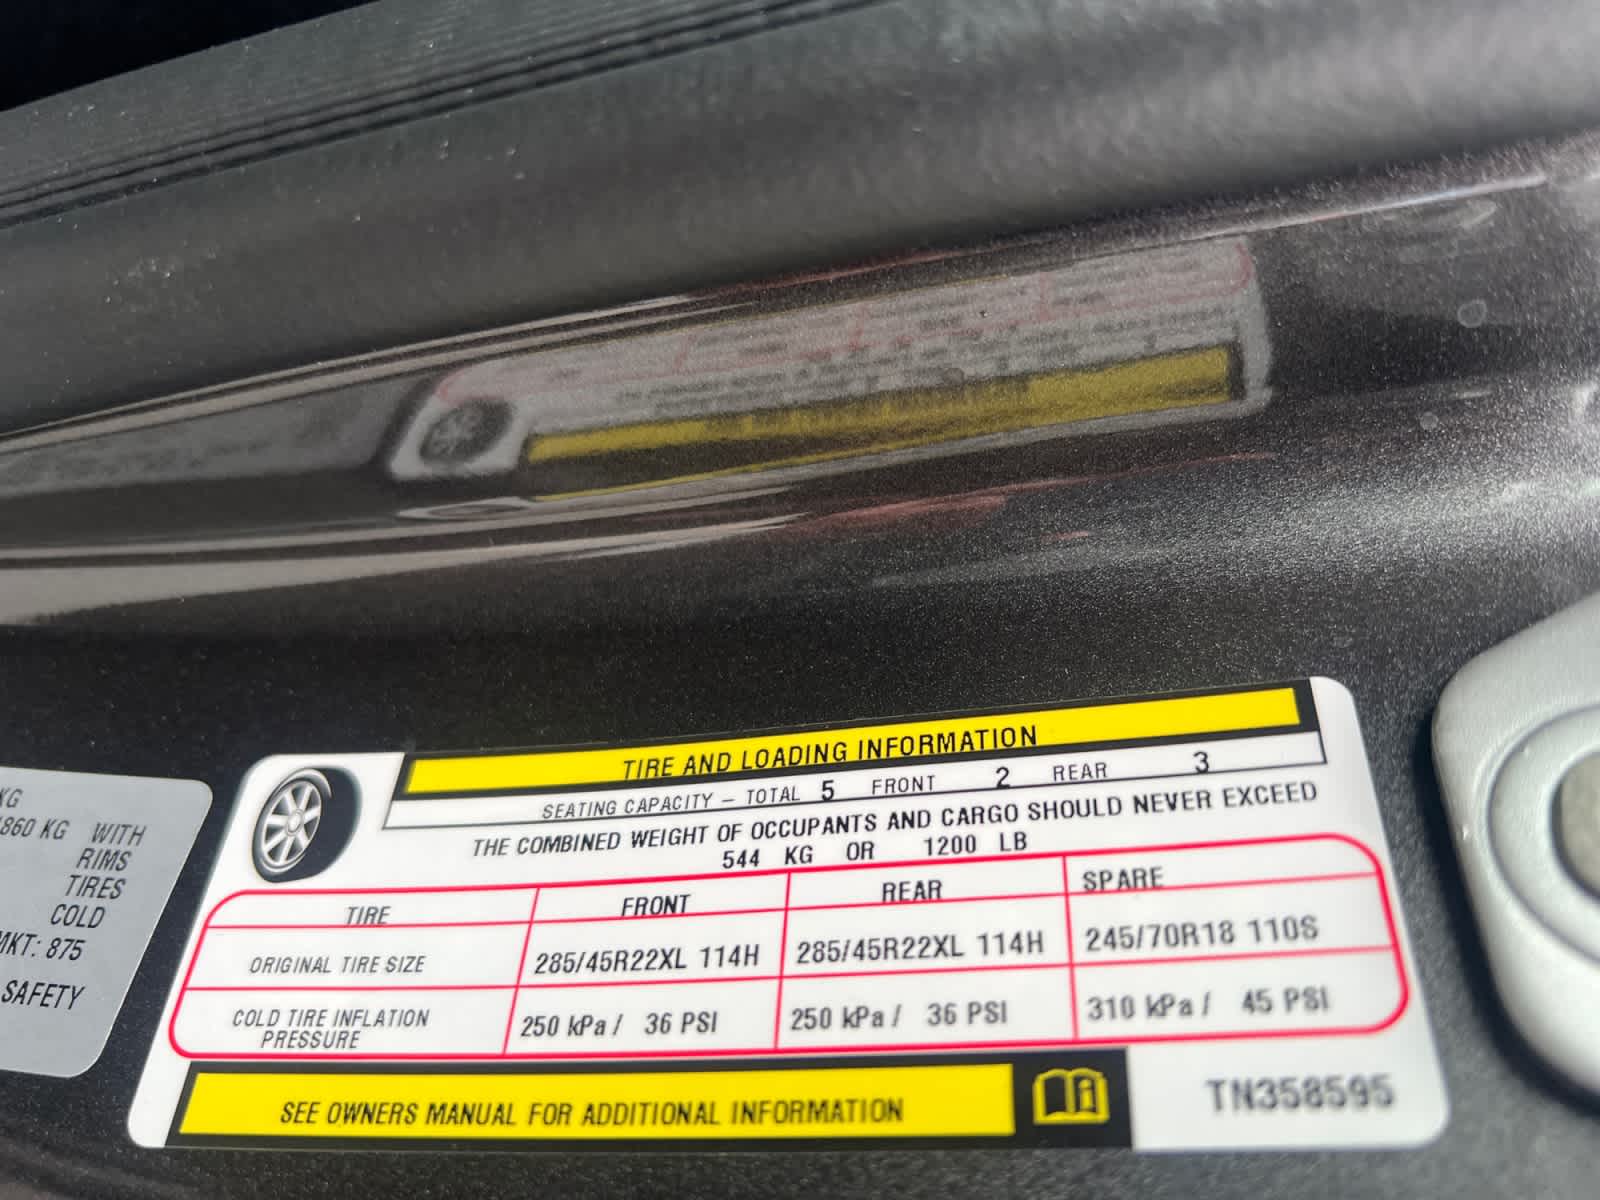 KG
860 KG WITH
RIMS
TIRES
COLD
MKT: 875
SAFETY
TIRE AND LOADING INFORMATION
SEATING CAPACITY – TOTAL 5 FRONT 2 REAR 3
THE COMBINED WEIGHT OF OCCUPANTS AND CARGO SHOULD NEVER EXCEED
544 KG OR 1200 LB
TIRE FRONT REAR SPARE
ORIGINAL TIRE SIZE 285/45R22XL 114H 285/45R22XL 114H 245/70R18 110S
COLD TIRE INFLATION PRESSURE 250 kPa / 36 PSI 250 kPa / 36 PSI 310 kPa / 45 PSI
SEE OWNERS MANUAL FOR ADDITIONAL INFORMATION
TN358595